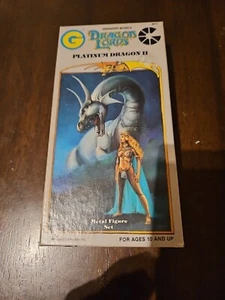 G
DRAGON
LORDS
PLATINUM DRAGON II
Metal Figure
Set
FOR AGES 10 AND UP